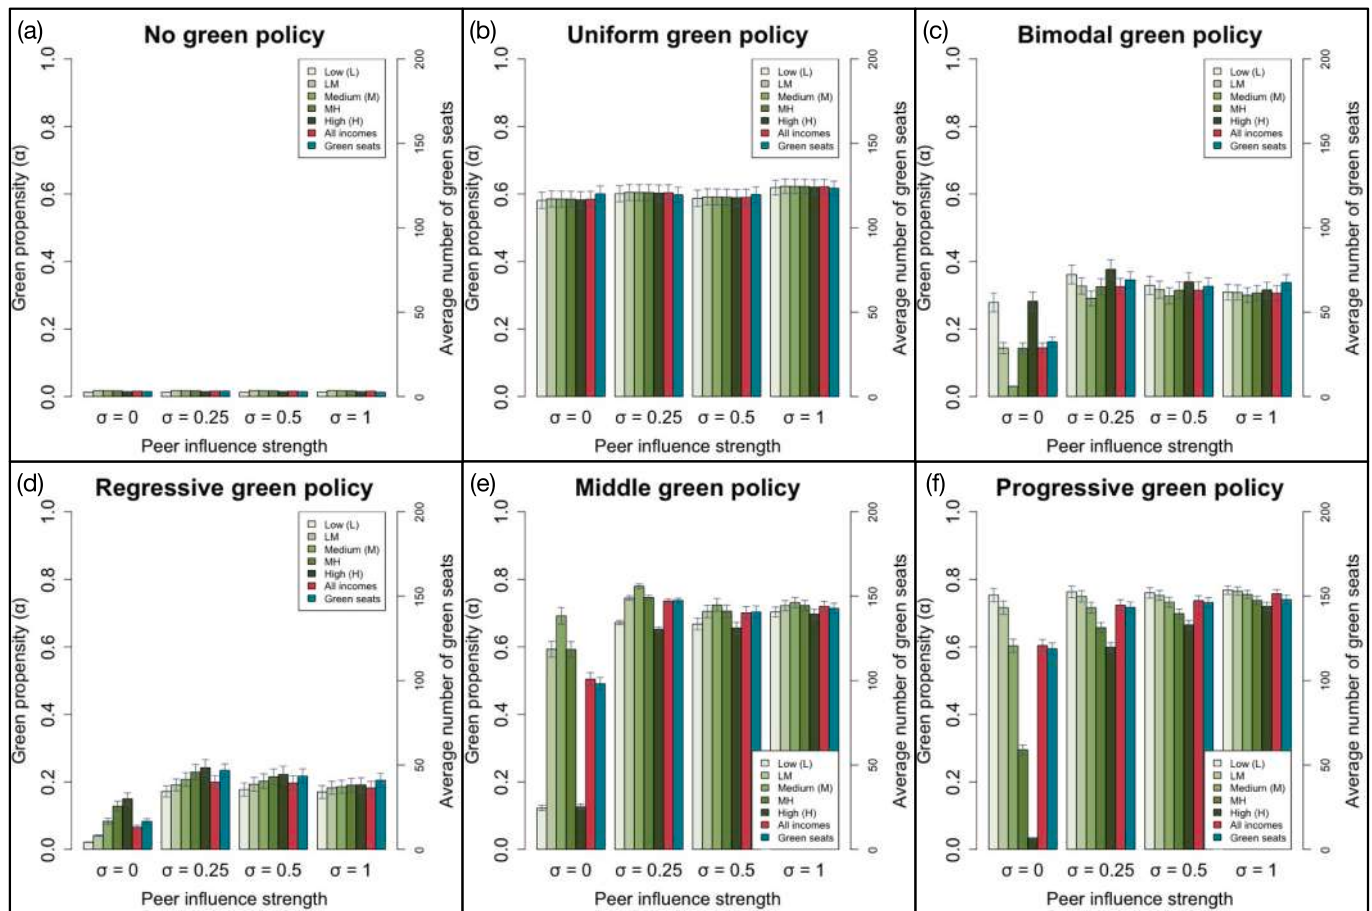 (a)
No green policy
Green propensity (α)
1.0
0.8
0.6
0.4
0.2
0.0
Low (L)
LM
Medium (M)
MH
High (H)
All incomes
Green seats
200
150
100
50
0
Average number of green seats
σ = 0 σ = 0.25 σ = 0.5 σ = 1
Peer influence strength
(b)
Uniform green policy
Green propensity (α)
1.0
0.8
0.6
0.4
0.2
0.0
Low (L)
LM
Medium (M)
MH
High (H)
All incomes
Green seats
200
150
100
50
0
Average number of green seats
σ = 0 σ = 0.25 σ = 0.5 σ = 1
Peer influence strength
(c)
Bimodal green policy
Green propensity (α)
1.0
0.8
0.6
0.4
0.2
0.0
Low (L)
LM
Medium (M)
MH
High (H)
All incomes
Green seats
200
150
100
50
0
Average number of green seats
σ = 0 σ = 0.25 σ = 0.5 σ = 1
Peer influence strength
(d)
Regressive green policy
Green propensity (α)
1.0
0.8
0.6
0.4
0.2
0.0
Low (L)
LM
Medium (M)
MH
High (H)
All incomes
Green seats
200
150
100
50
0
Average number of green seats
σ = 0 σ = 0.25 σ = 0.5 σ = 1
Peer influence strength
(e)
Middle green policy
Green propensity (α)
1.0
0.8
0.6
0.4
0.2
0.0
Low (L)
LM
Medium (M)
MH
High (H)
All incomes
Green seats
200
150
100
50
0
Average number of green seats
σ = 0 σ = 0.25 σ = 0.5 σ = 1
Peer influence strength
(f)
Progressive green policy
Green propensity (α)
1.0
0.8
0.6
0.4
0.2
0.0
Low (L)
LM
Medium (M)
MH
High (H)
All incomes
Green seats
200
150
100
50
0
Average number of green seats
σ = 0 σ = 0.25 σ = 0.5 σ = 1
Peer influence strength